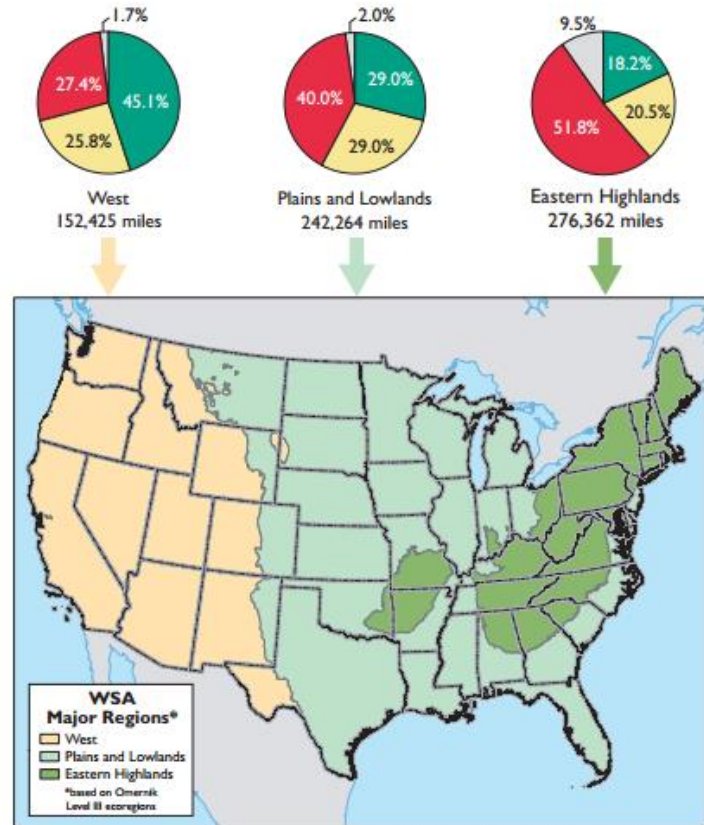 1.7%
27.4%
45.1%
25.8%
West
152,425 miles
2.0%
40.0%
29.0%
29.0%
Plains and Lowlands
242,264 miles
9.5%
18.2%
51.8%
20.5%
Eastern Highlands
276,362 miles
WSA
Major Regions*
West
Plains and Lowlands
Eastern Highlands
*based on Omernik
Level III ecoregions